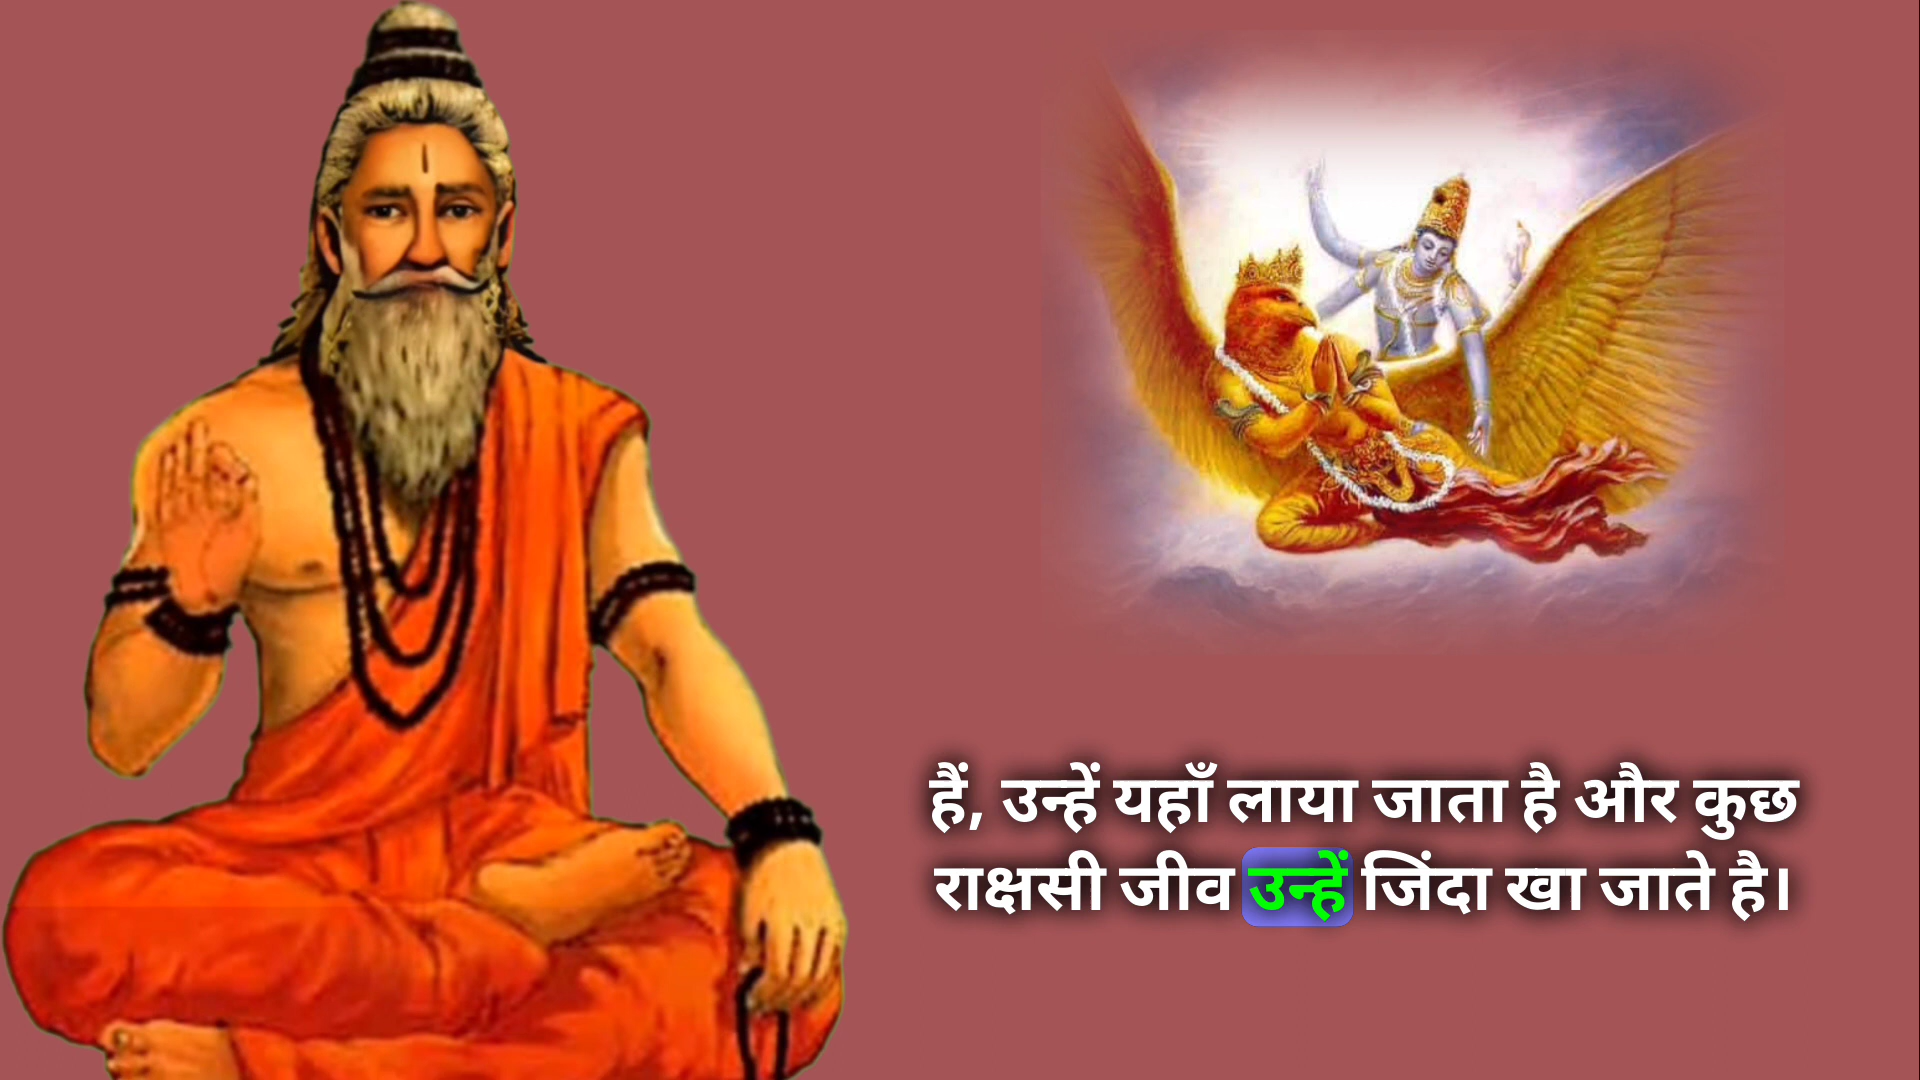 हैं, उन्हें यहाँ लाया जाता है और कुछ
राक्षसी जीव उन्हें जिंदा खा जाते है।